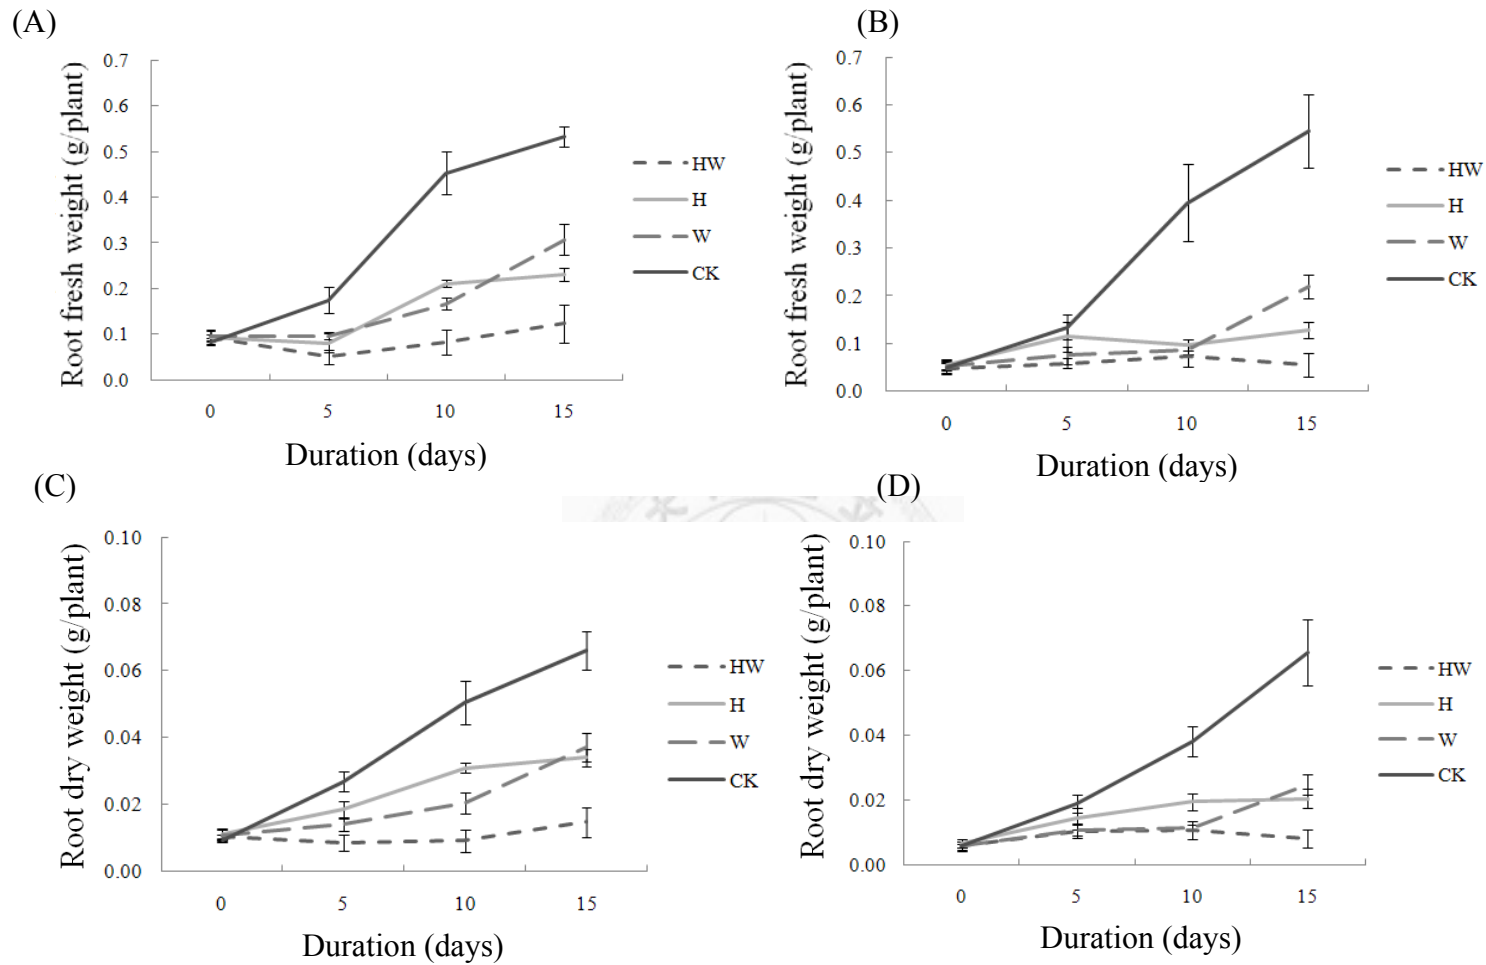 (A)
Root fresh weight (g/plant)
0.7
0.6
0.5
0.4
0.3
0.2
0.1
0.0
0 5 10 15
Duration (days)
HW
H
W
CK
(B)
Root fresh weight (g/plant)
0.7
0.6
0.5
0.4
0.3
0.2
0.1
0.0
0 5 10 15
Duration (days)
HW
H
W
CK
(C)
Root dry weight (g/plant)
0.10
0.08
0.06
0.04
0.02
0.00
0 5 10 15
Duration (days)
HW
H
W
CK
(D)
Root dry weight (g/plant)
0.10
0.08
0.06
0.04
0.02
0.00
0 5 10 15
Duration (days)
HW
H
W
CK